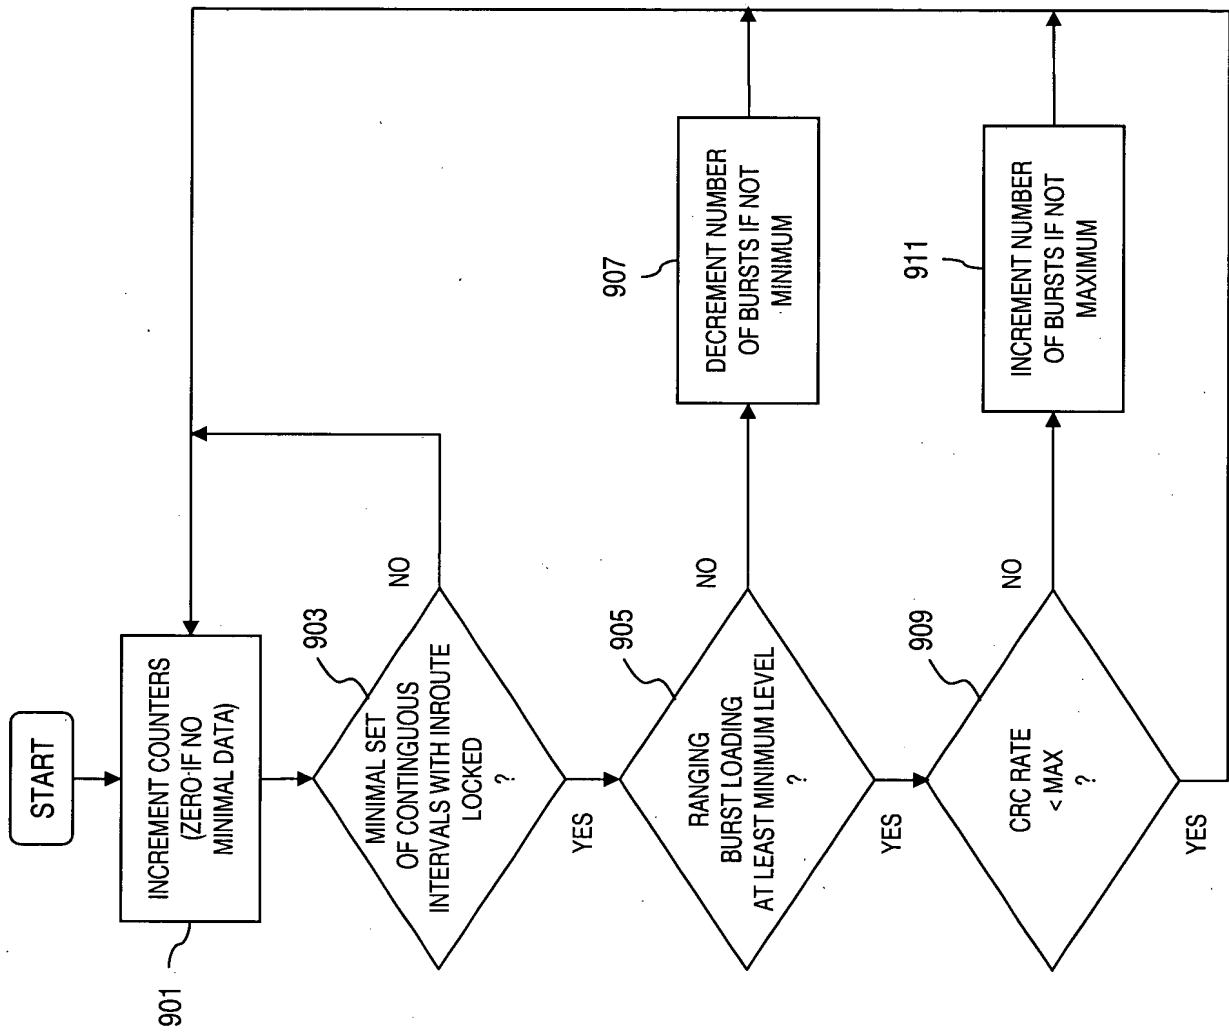 START
INCREMENT COUNTERS
(ZERO IF NO
MINIMAL DATA)
901
MINIMAL SET
OF CONTINGUOUS
INTERVALS WITH INROUTE
LOCKED
?
903
NO
YES
RANGING
BURST LOADING
AT LEAST MINIMUM LEVEL
?
905
NO
YES
DECREMENT NUMBER
OF BURSTS IF NOT
MINIMUM
907
CRC RATE
< MAX
?
909
NO
YES
INCREMENT NUMBER
OF BURSTS IF NOT
MAXIMUM
911